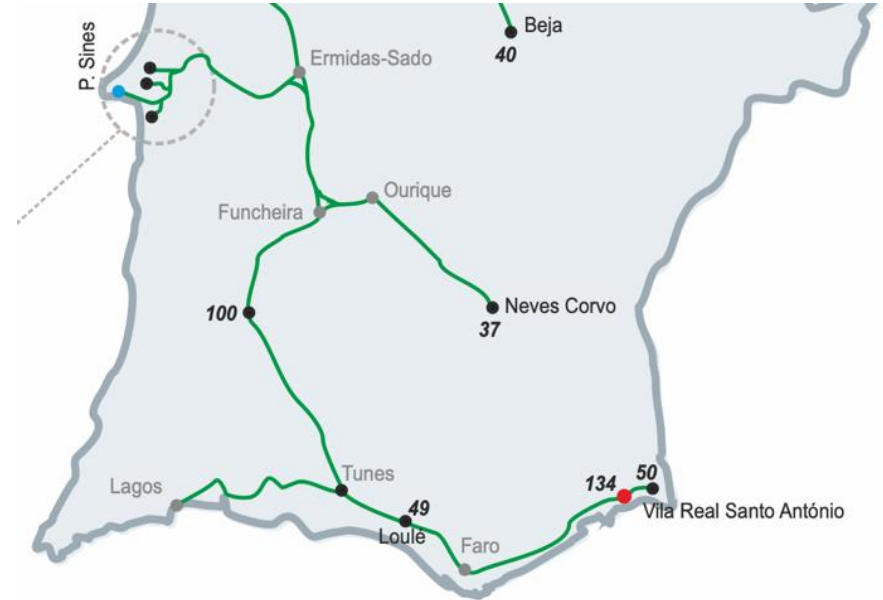 P. Sines
Beja
40
Ermidas-Sado
Ourique
Funcheira
Neves Corvo
37
100
Tunes
Lagos
49
Loulé
Faro
134
50
Vila Real Santo António